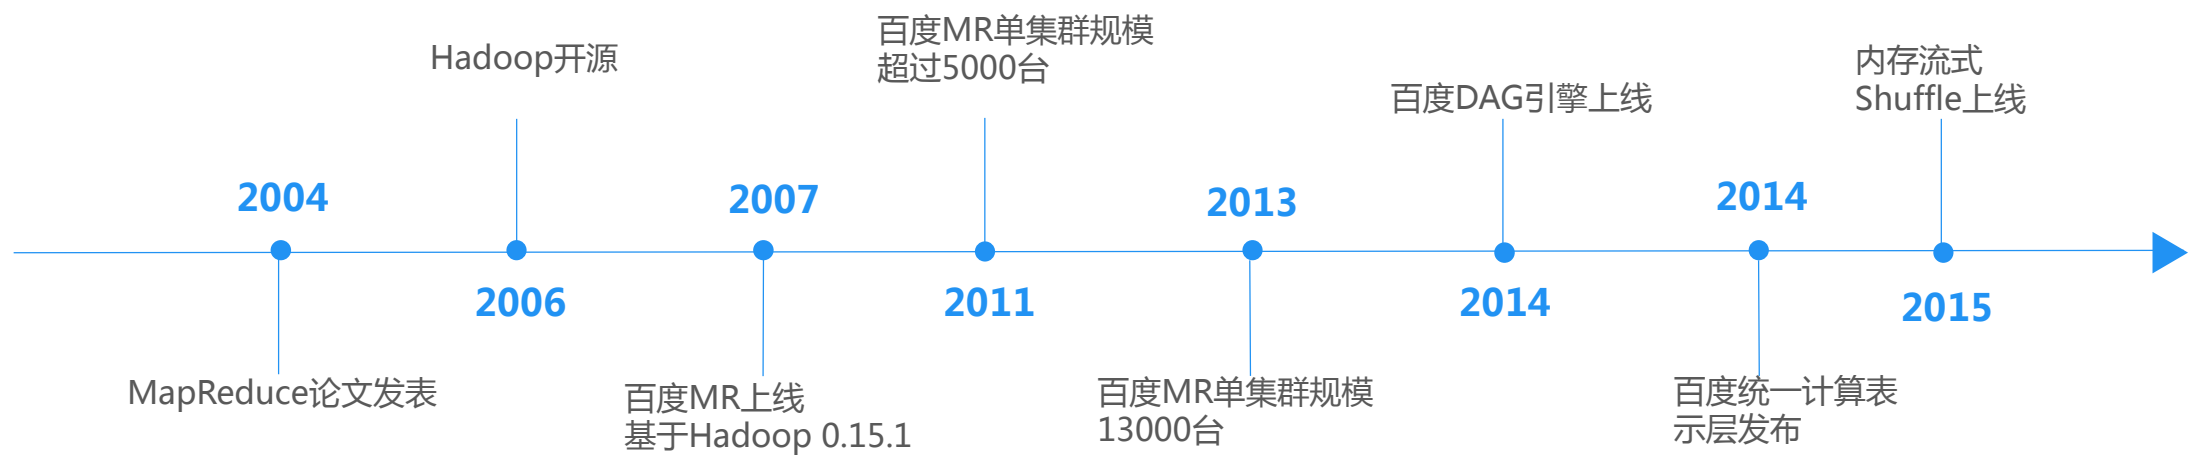 2004
MapReduce论文发表
Hadoop开源
2006
2007
百度MR上线
基于Hadoop 0.15.1
百度MR单集群规模
超过5000台
2011
2013
百度MR单集群规模
13000台
百度DAG引擎上线
2014
2014
百度统一计算表
示层发布
内存流式
Shuffle上线
2015